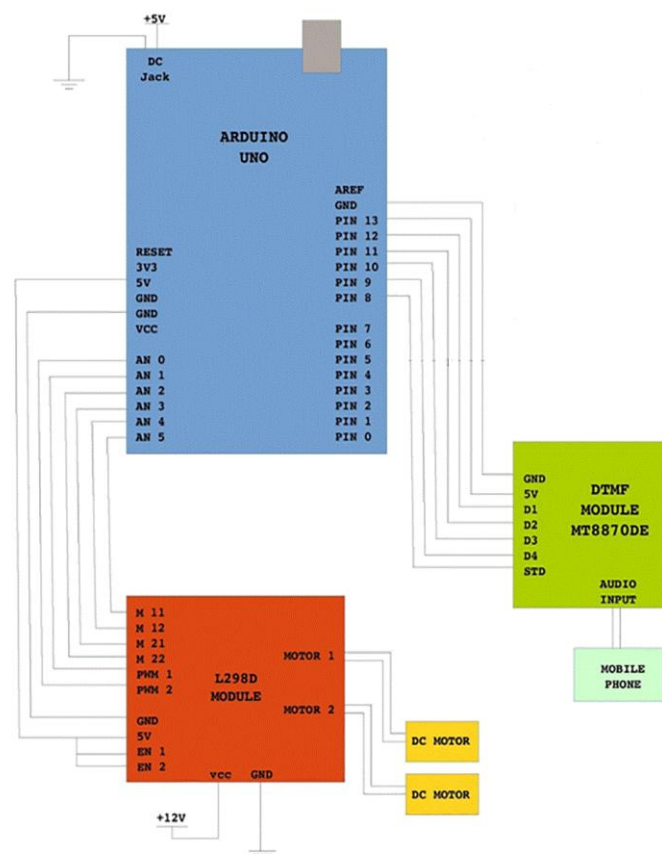 +5V
DC
Jack
ARDUINO
UNO
AREF
GND
PIN 13
PIN 12
PIN 11
PIN 10
PIN 9
PIN 8
PIN 7
PIN 6
PIN 5
PIN 4
PIN 3
PIN 2
PIN 1
PIN 0
RESET
3V3
5V
GND
GND
VCC
AN 0
AN 1
AN 2
AN 3
AN 4
AN 5
GND
5V
D1
D2
D3
D4
STD
DTMF
MODULE
MT8870DE
AUDIO
INPUT
MOBILE
PHONE
M 11
M 12
M 21
M 22
PWM 1
PWM 2
GND
5V
EN 1
EN 2
L298D
MODULE
MOTOR 1
MOTOR 2
vcc
GND
DC MOTOR
DC MOTOR
+12V